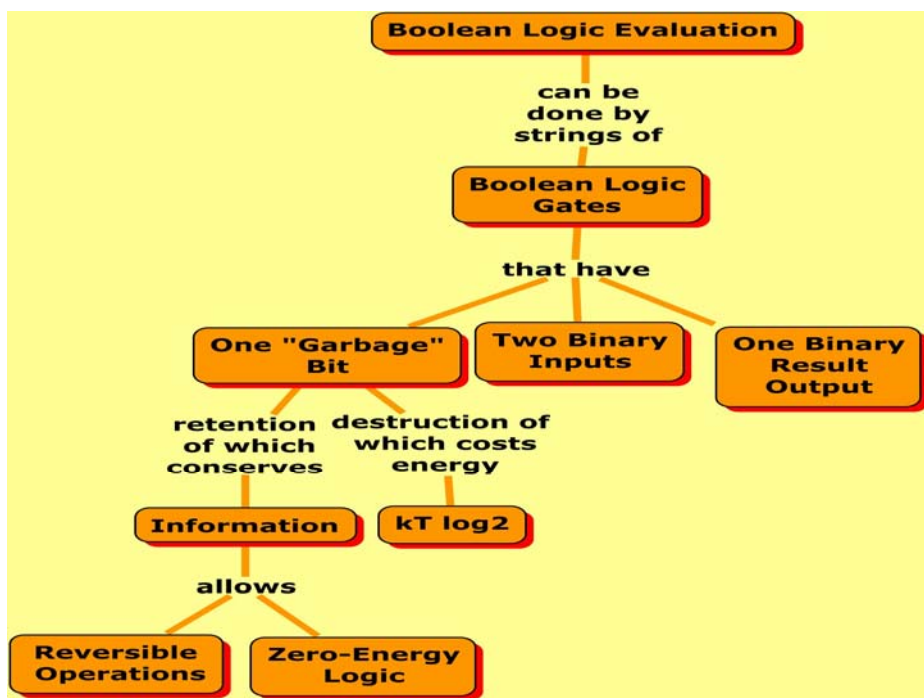 Boolean Logic Evaluation
can be
done by
strings of
Boolean Logic
Gates
that have
One "Garbage"
Bit
Two Binary
Inputs
One Binary
Result
Output
retention
of which
conserves
destruction of
which costs
energy
Information
kT log2
allows
Reversible
Operations
Zero-Energy
Logic